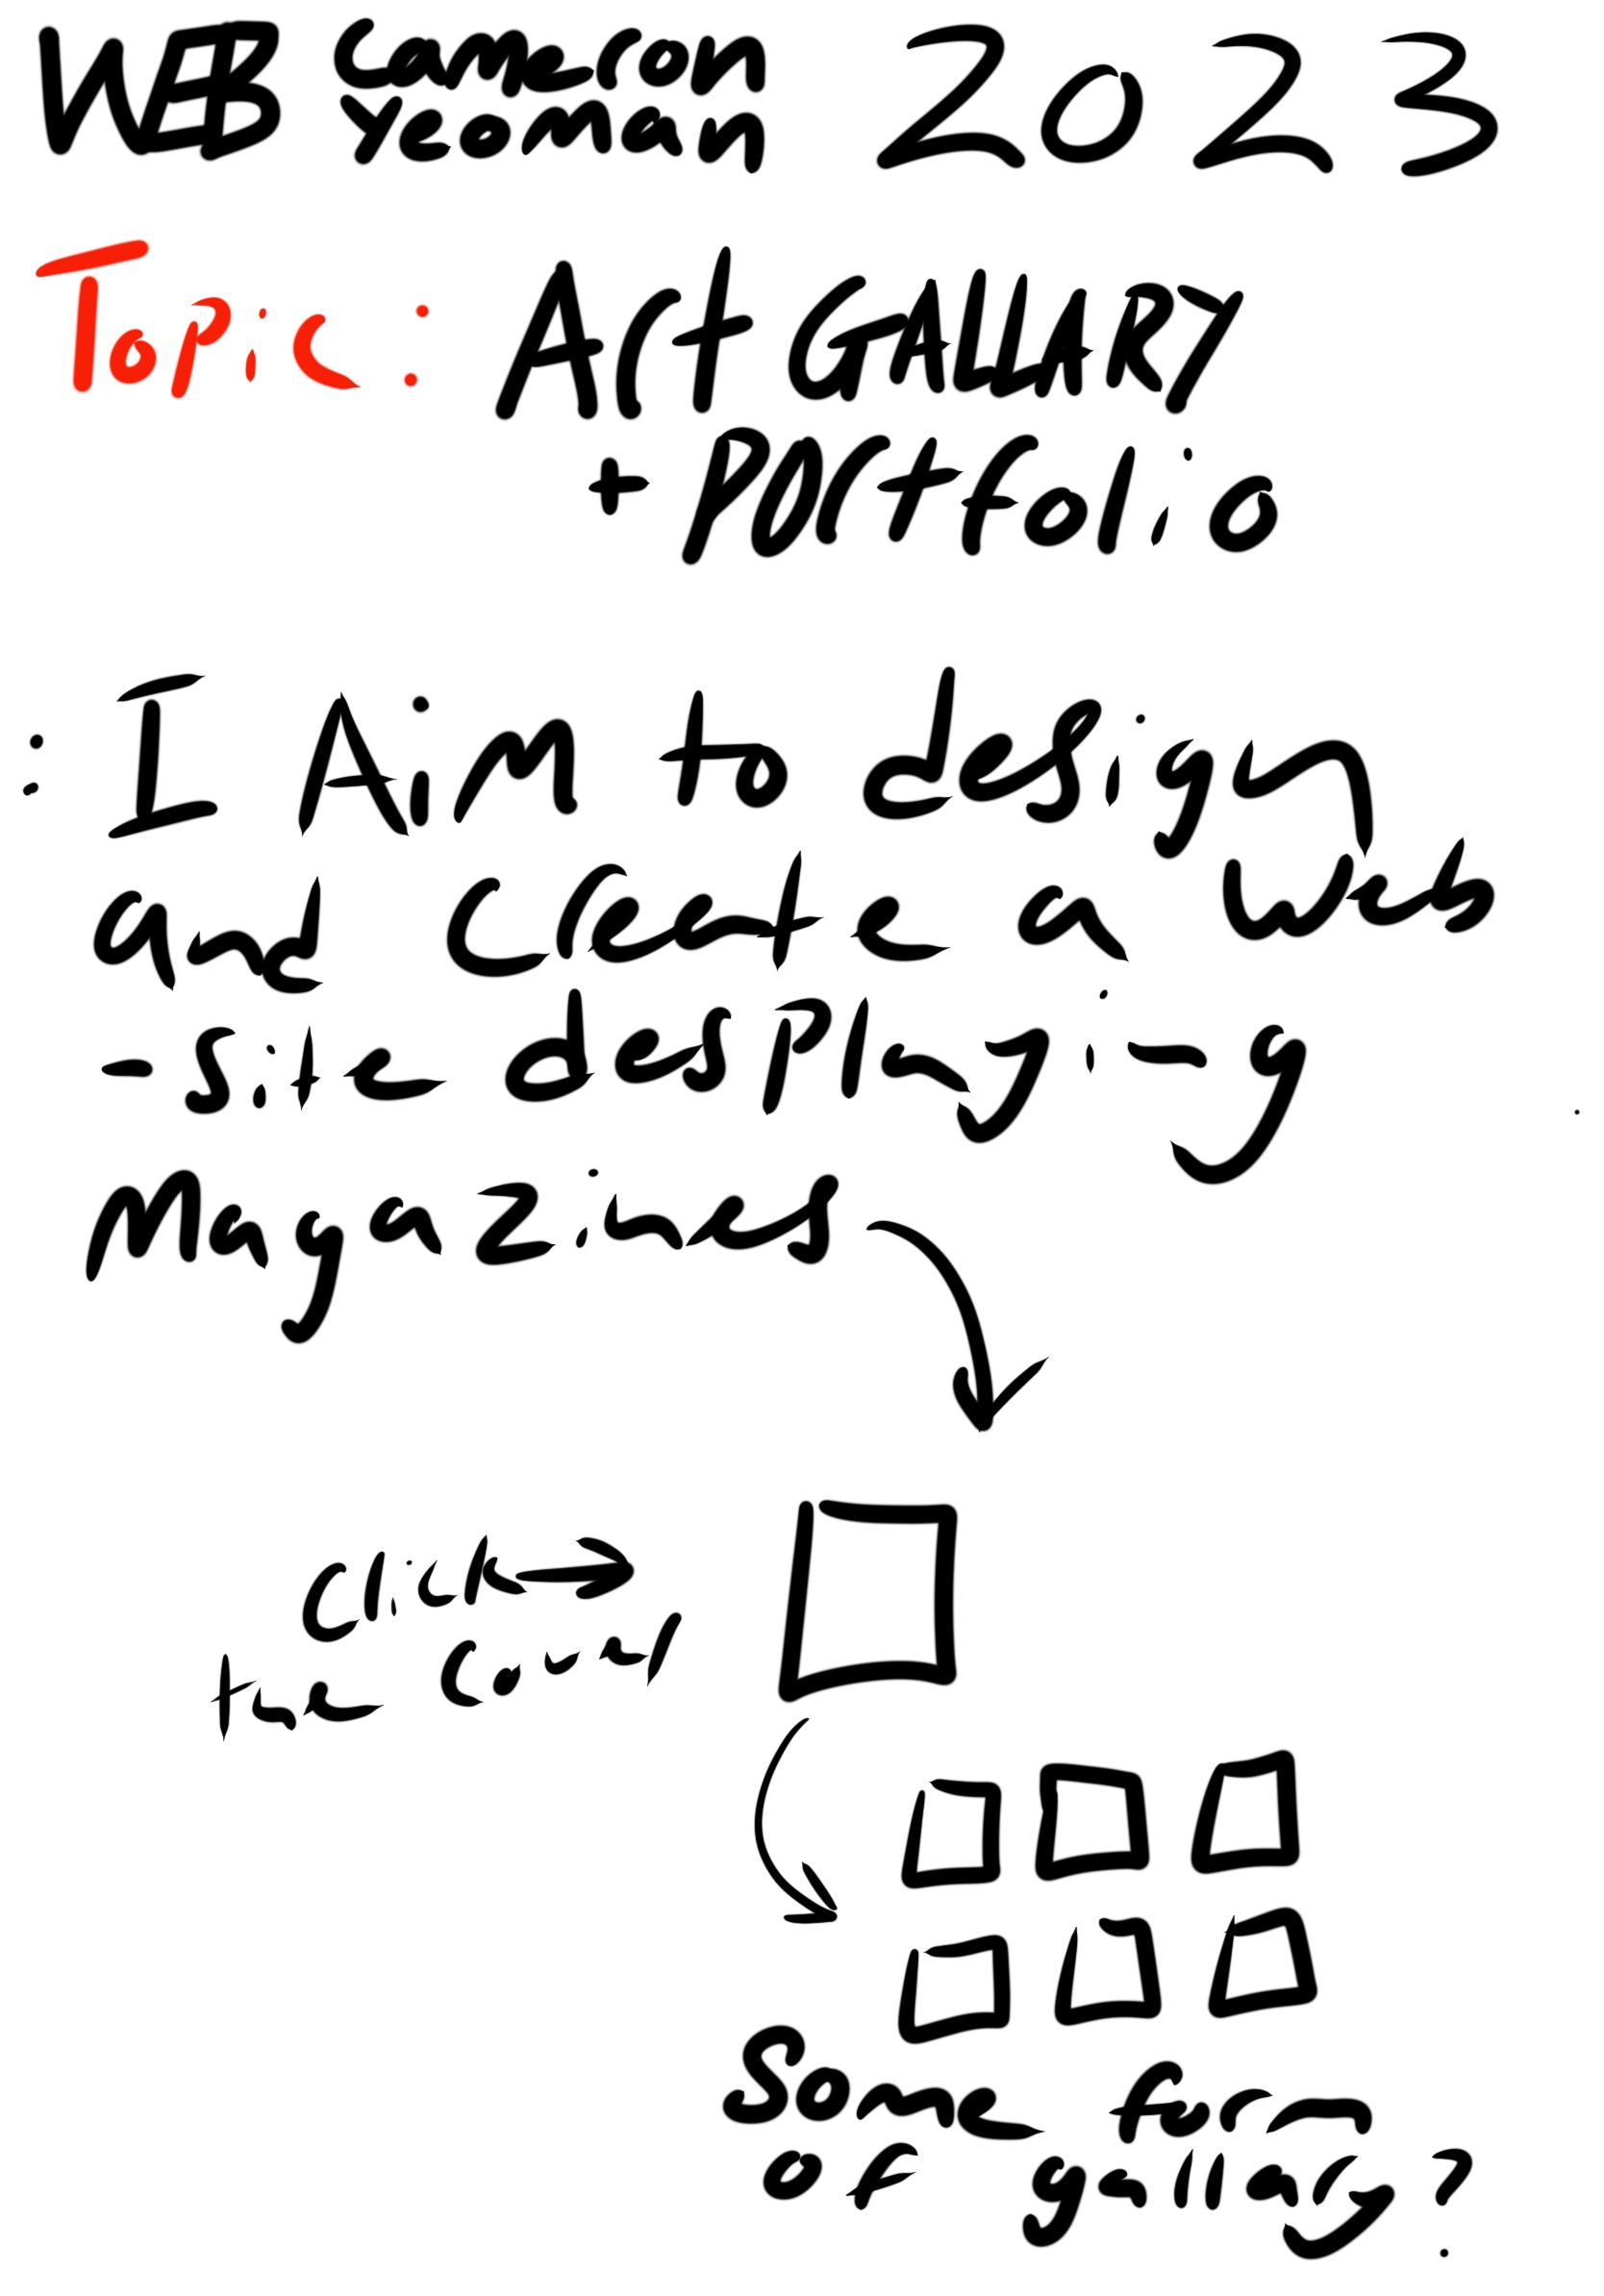 WEB Cameron Yeoman 2023
Topic: Art GALLARY
+ POrtfolio
: I Aim to design
and Create a Web
-Site desPlaying
Magazines
Click
the Cover
Some form
of gallary?